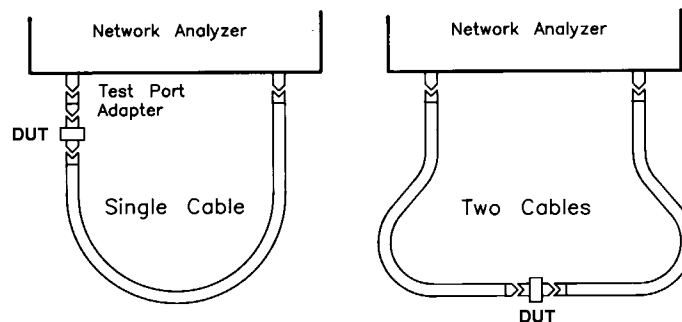 Network Analyzer
Test Port
Adapter
DUT
Single Cable
Network Analyzer
Two Cables
DUT